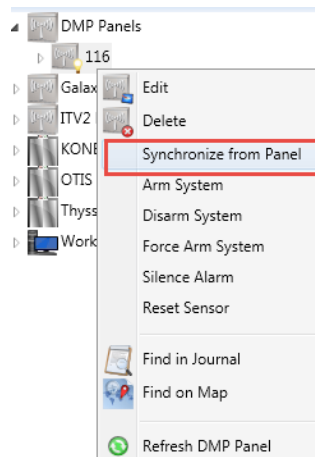 DMP Panels
116
Galax
Edit
ITV2
Delete
KONE
Synchronize from Panel
OTIS
Arm System
Thyss
Disarm System
Work
Force Arm System
Silence Alarm
Reset Sensor
Find in Journal
Find on Map
Refresh DMP Panel